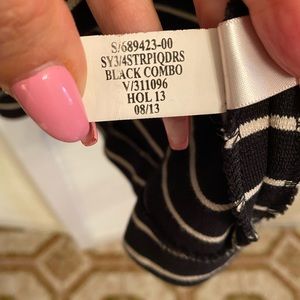 S/689423-00
SY3/4STRPIQDRS
BLACK COMBO
V/311096
HOL 13
08/13